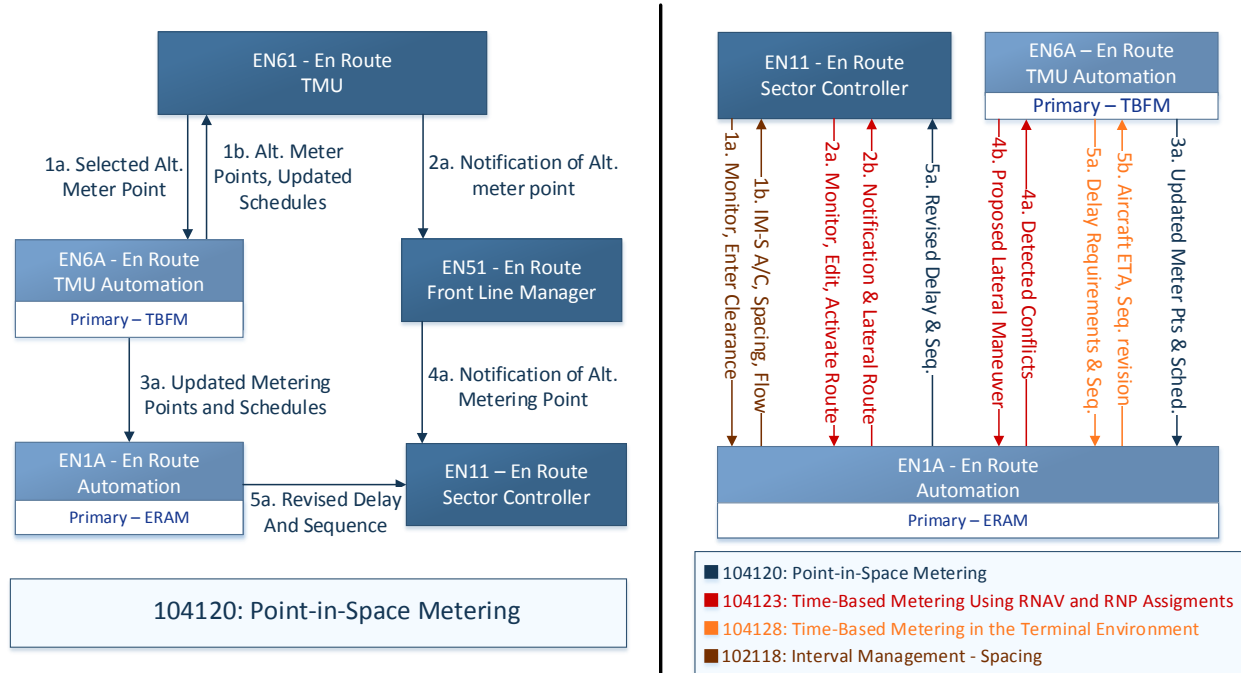 EN61 - En Route
TMU
1a. Selected Alt.
Meter Point
1b. Alt. Meter
Points, Updated
Schedules
2a. Notification of Alt.
meter point
EN6A - En Route
TMU Automation
Primary – TBFM
EN51 - En Route
Front Line Manager
3a. Updated Metering
Points and Schedules
4a. Notification of Alt.
Metering Point
EN1A - En Route
Automation
Primary – ERAM
5a. Revised Delay
And Sequence
EN11 – En Route
Sector Controller
104120: Point-in-Space Metering
EN11 - En Route
Sector Controller
EN6A – En Route
TMU Automation
Primary – TBFM
1a. Monitor, Enter Clearance
1b. IM-S A/C, Spacing, Flow
2a. Monitor, Edit, Activate Route
2b. Notification & Lateral Route
5a. Revised Delay & Seq.
4b. Proposed Lateral Maneuver
4a. Detected Conflicts
5a. Delay Requirements & Seq.
5b. Aircraft ETA, Seq. revision
3a. Updated Meter Pts & Sched.
EN1A - En Route
Automation
Primary – ERAM
104120: Point-in-Space Metering
104123: Time-Based Metering Using RNAV and RNP Assigments
104128: Time-Based Metering in the Terminal Environment
102118: Interval Management - Spacing